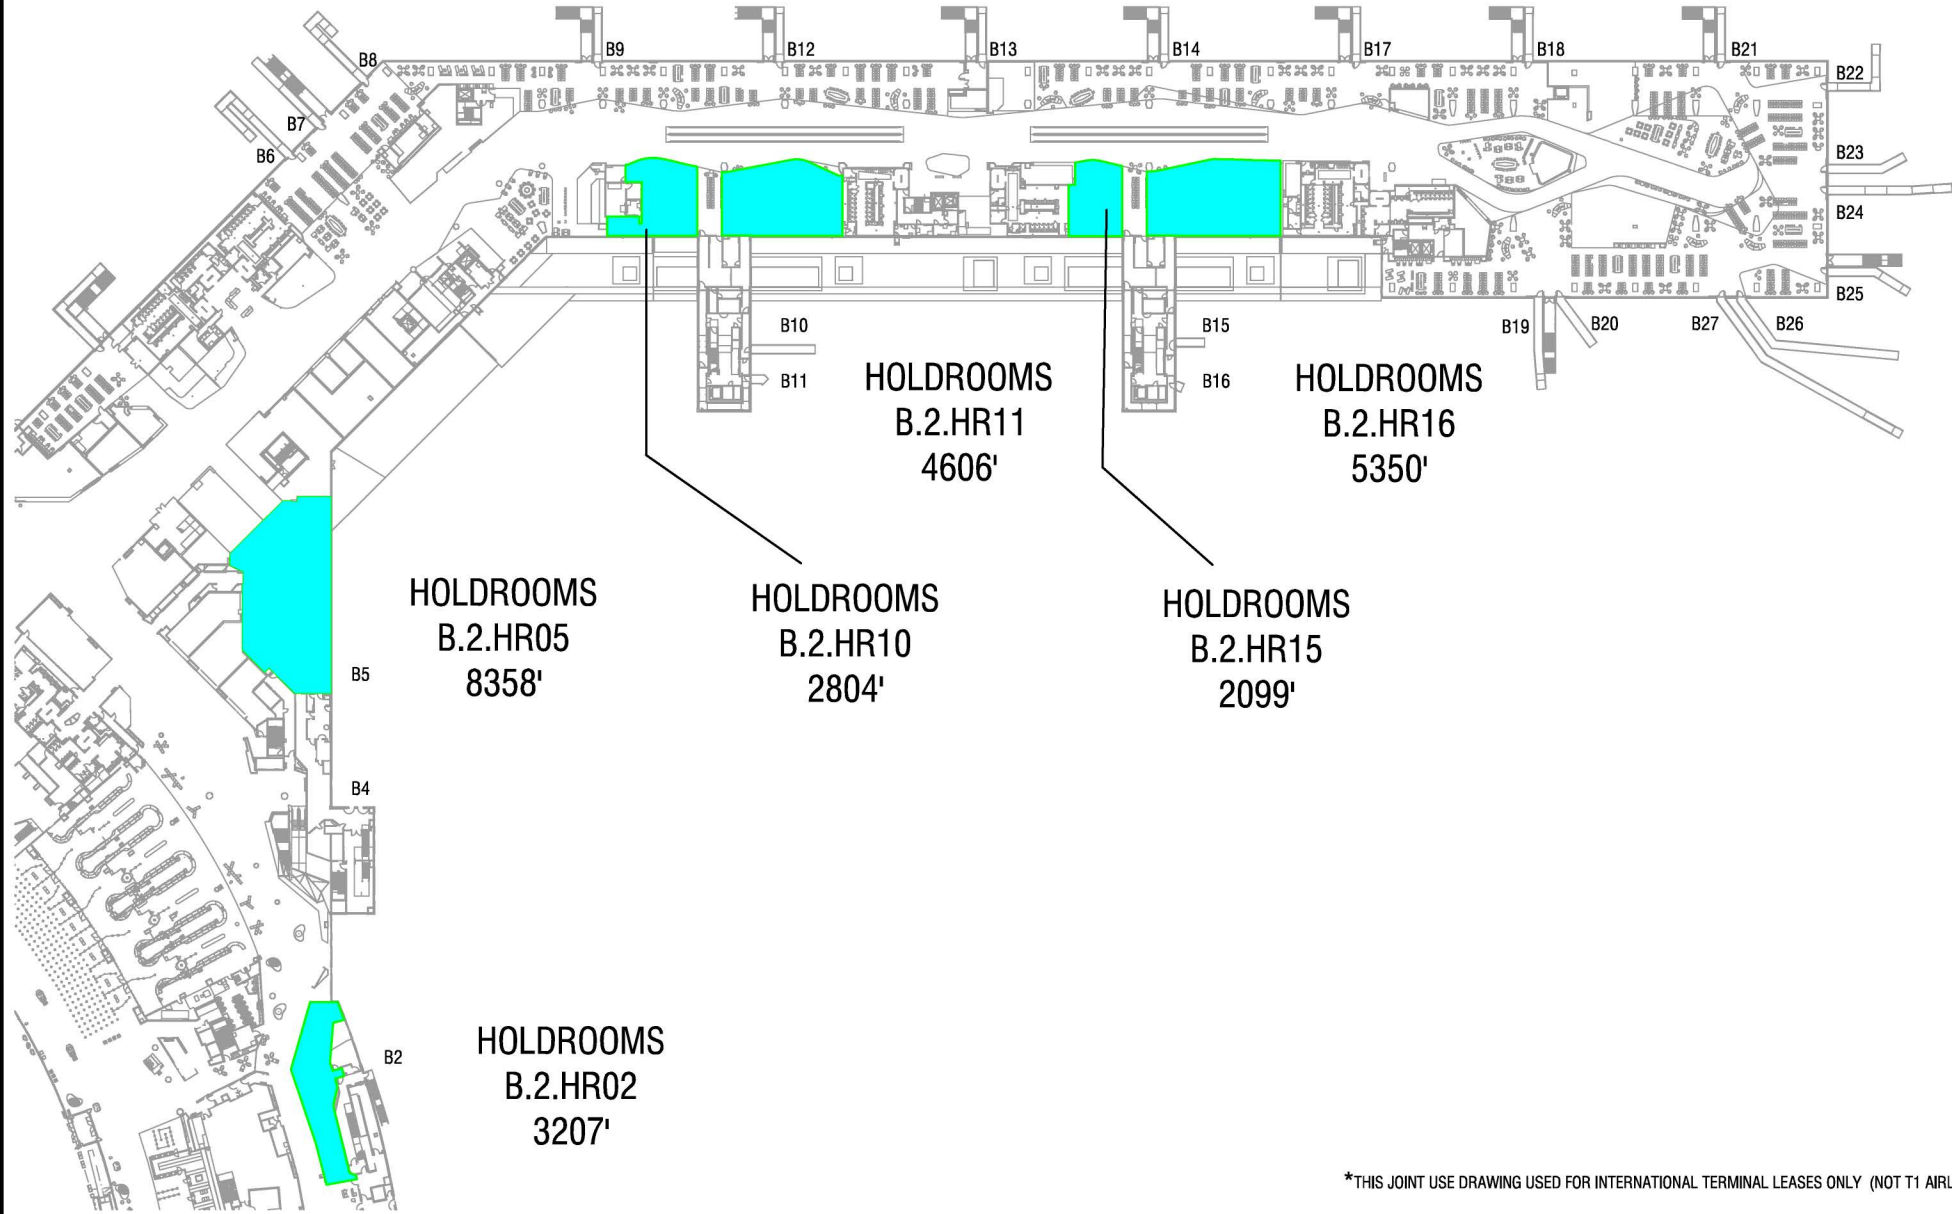 B9
B12
B13
B14
B17
B18
B21
B8
B22
B7
B6
B23
B24
B25
B10
B15
B19
B20
B27
B26
B11
B16
HOLDROOMS
B.2.HR11
4606'
HOLDROOMS
B.2.HR16
5350'
HOLDROOMS
B.2.HR05
8358'
HOLDROOMS
B.2.HR10
2804'
HOLDROOMS
B.2.HR15
2099'
B5
B4
HOLDROOMS
B.2.HR02
3207'
B2
*THIS JOINT USE DRAWING USED FOR INTERNATIONAL TERMINAL LEASES ONLY (NOT T1 AIRL